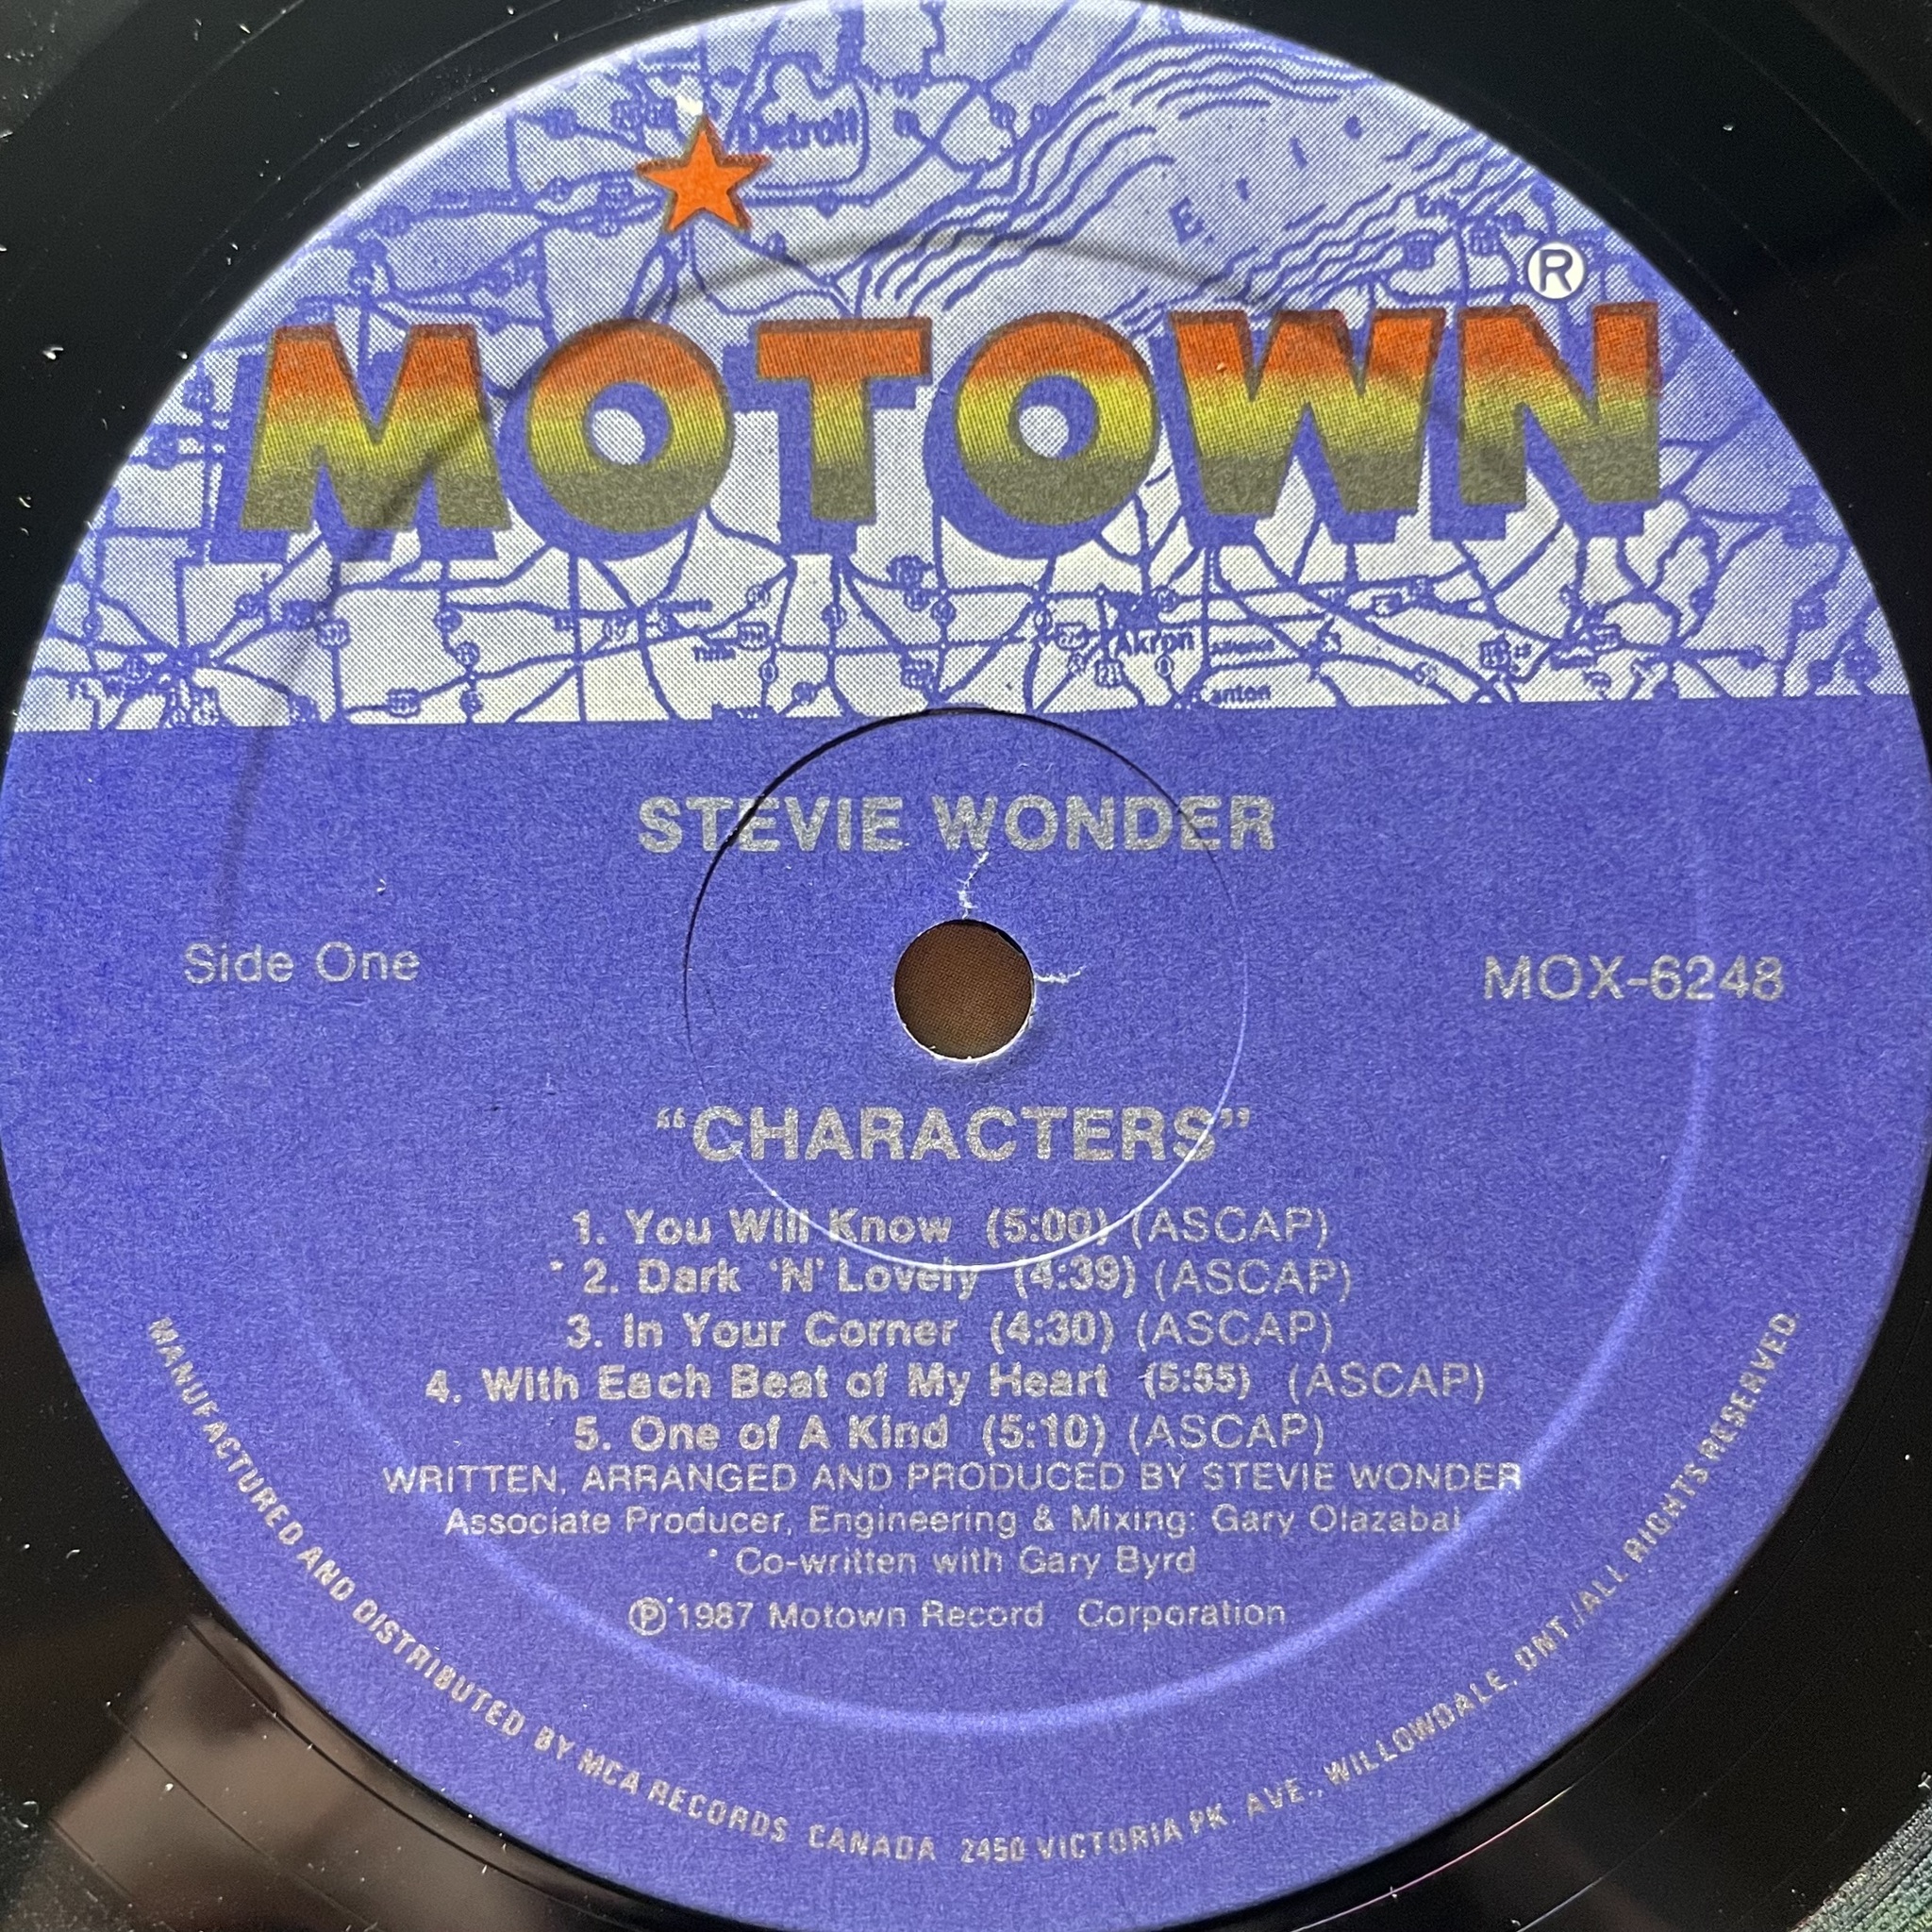 Detroit
E. r i e
®
MOTOWN
Tiffin
Akron
anton
STEVIE WONDER
Side One
MOX-6248
“CHARACTERS”
1. You Will Know (5:00) (ASCAP)
* 2. Dark ‘N’ Lovely (4:39) (ASCAP)
3. In Your Corner (4:30) (ASCAP)
4. With Each Beat of My Heart (5:55) (ASCAP)
5. One of A Kind (5:10) (ASCAP)
WRITTEN, ARRANGED AND PRODUCED BY STEVIE WONDER
Associate Producer, Engineering & Mixing: Gary Olazabal
* Co-written with Gary Byrd
℗ 1987 Motown Record Corporation
MANUFACTURED AND DISTRIBUTED BY MCA RECORDS CANADA 2450 VICTORIA PK. AVE., WILLOWDALE, ONT./ALL RIGHTS RESERVED.